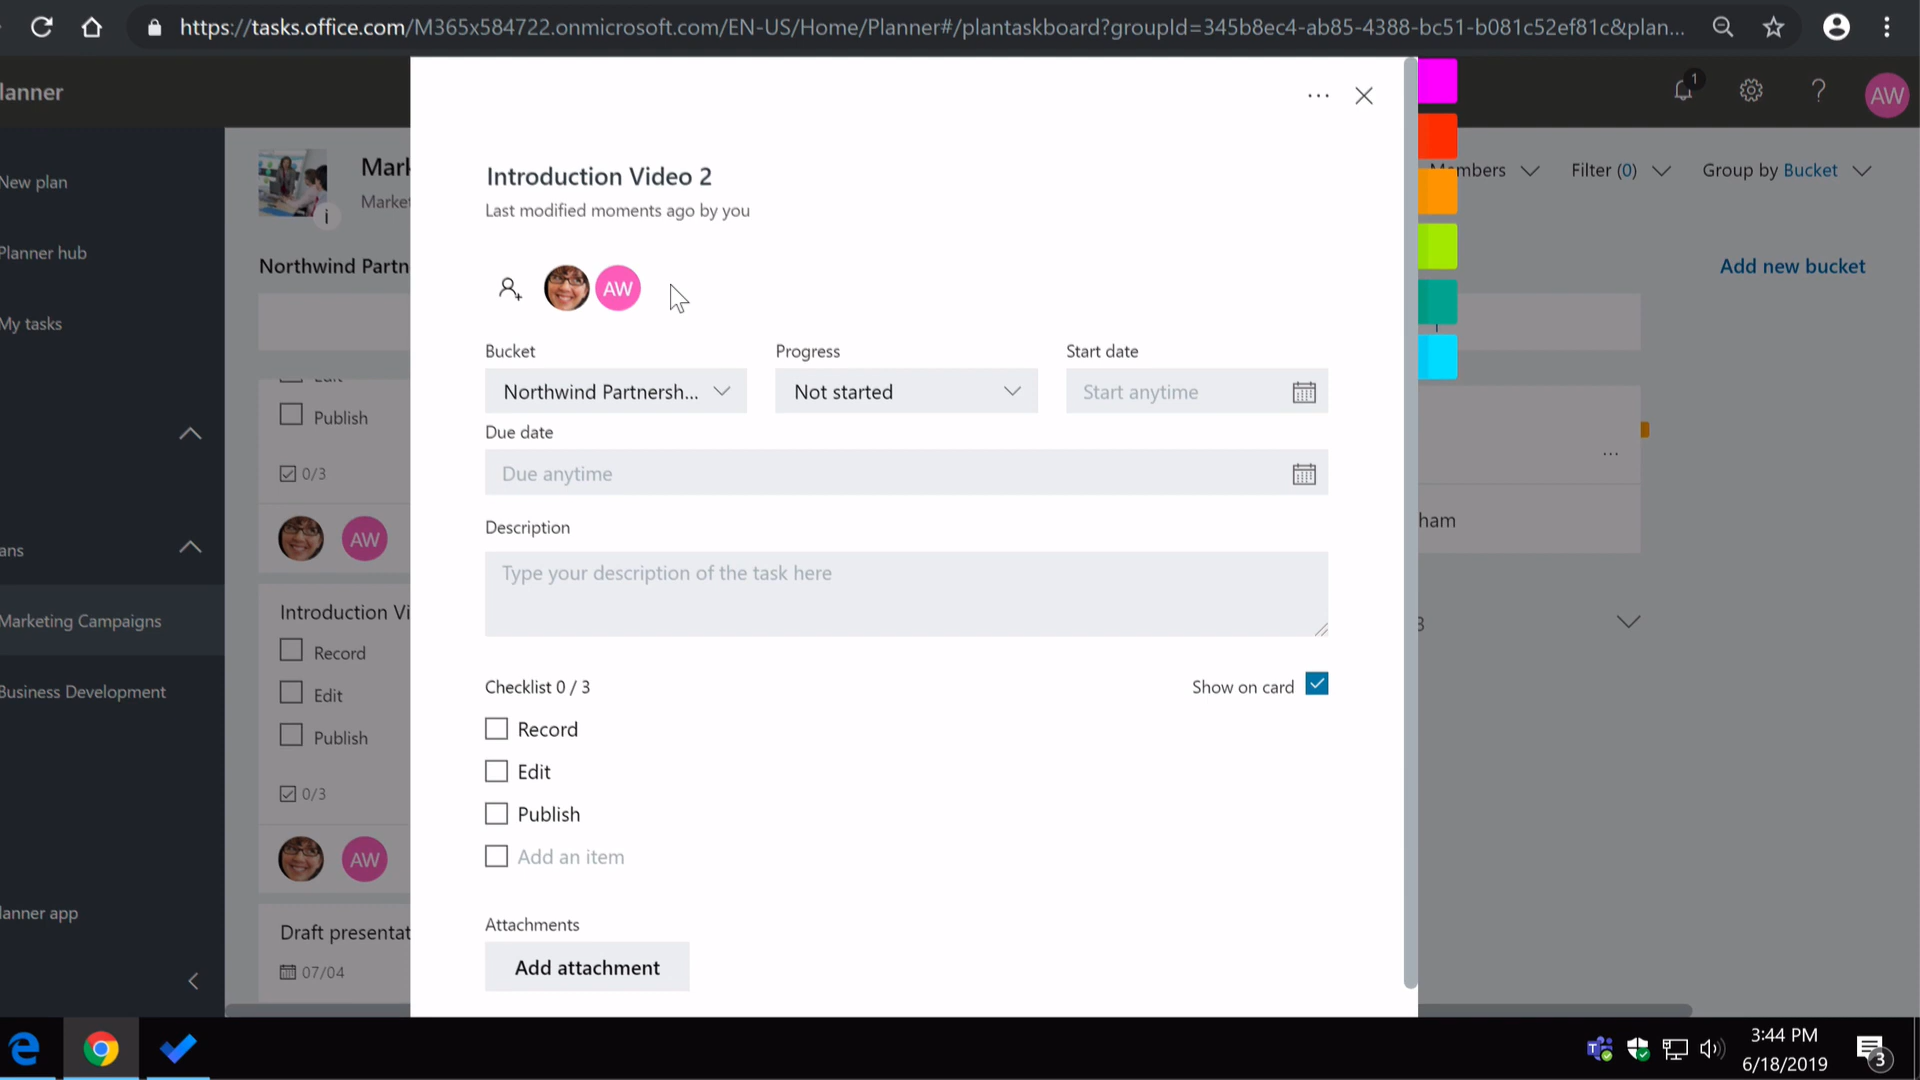 https://tasks.office.com/M365x584722.onmicrosoft.com/EN-US/Home/Planner#/plantaskboard?groupId=345b8ec4-ab85-4388-bc51-b081c52ef81c&plan...
lanner
1
?
AW
New plan
Planner hub
My tasks
ans
Marketing Campaigns
Business Development
lanner app
Mark
Market
i
Northwind Partn
Publish
0/3
AW
Introduction Vi
Record
Edit
Publish
0/3
AW
Draft presentat
07/04
Introduction Video 2
Last modified moments ago by you
AW
Bucket
Progress
Start date
Northwind Partnersh...
Not started
Start anytime
Due date
Due anytime
Description
Type your description of the task here
Checklist 0 / 3
Show on card
Record
Edit
Publish
Add an item
Attachments
Add attachment
mbers
Filter (0)
Group by Bucket
Add new bucket
ham
3:44 PM
6/18/2019
3